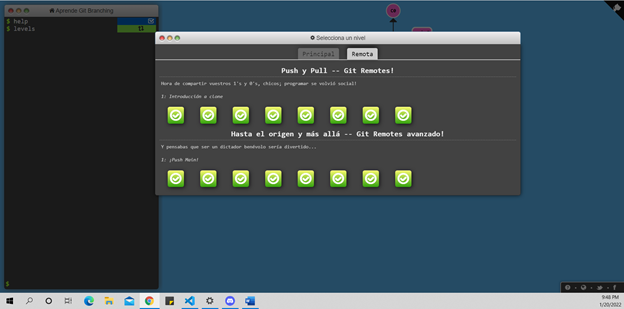 Aprende Git Branching
$ help
$ levels
C0
Selecciona un nivel
Principal
Remota
Push y Pull -- Git Remotes!
Hora de compartir vuestros 1's y 0's, chicos; programar se volvió social!
1: Introducción a clone
Hasta el origen y más allá -- Git Remotes avanzado!
Y pensabas que ser un dictador benévolo sería divertido...
1: ¡Push Main!
$
9:48 PM
1/20/2022